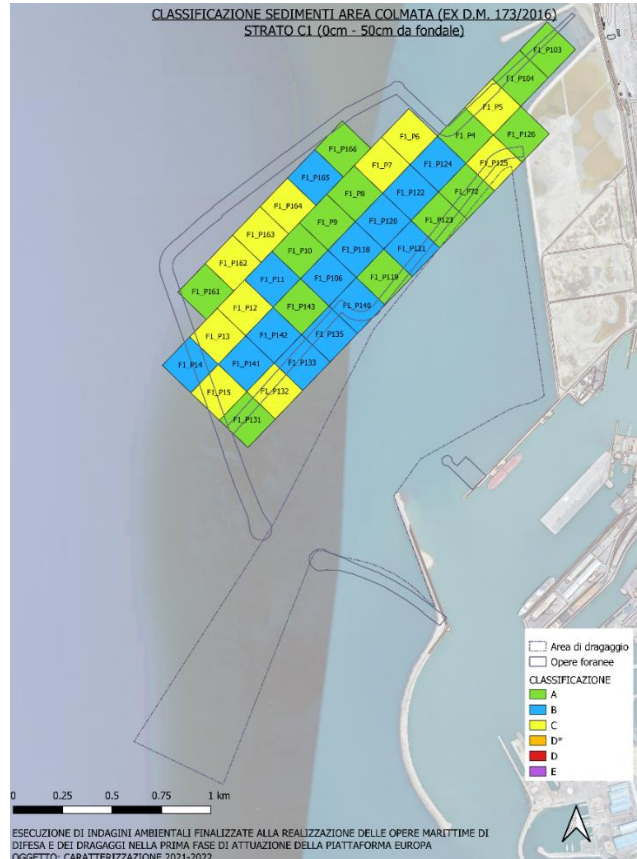 CLASSIFICAZIONE SEDIMENTI AREA COLMATA (EX D.M. 173/2016)
STRATO C1 (0cm - 50cm da fondale)
F1_P103
F1_P104
F1_P5
F1_P6
F1_P4
F1_P126
F1_P166
F1_P7
F1_P124
F1_P125
F1_P165
F1_P8
F1_P122
F1_P72
F1_P164
F1_P9
F1_P120
F1_P123
F1_P163
F1_P10
F1_P118
F1_P121
F1_P162
F1_P11
F1_P106
F1_P119
F1_P161
F1_P12
F1_P143
F1_P140
F1_P13
F1_P142
F1_P135
F1_P14
F1_P141
F1_P133
F1_P15
F1_P132
F1_P131
Area di dragaggio
Opere foranee
CLASSIFICAZIONE
A
B
C
D*
D
E
0 0.25 0.5 0.75 1 km
ESECUZIONE DI INDAGINI AMBIENTALI FINALIZZATE ALLA REALIZZAZIONE DELLE OPERE MARITTIME DI
DIFESA E DEI DRAGAGGI NELLA PRIMA FASE DI ATTUAZIONE DELLA PIATTAFORMA EUROPA
OGGETTO: CARATTERIZZAZIONE 2021-2022